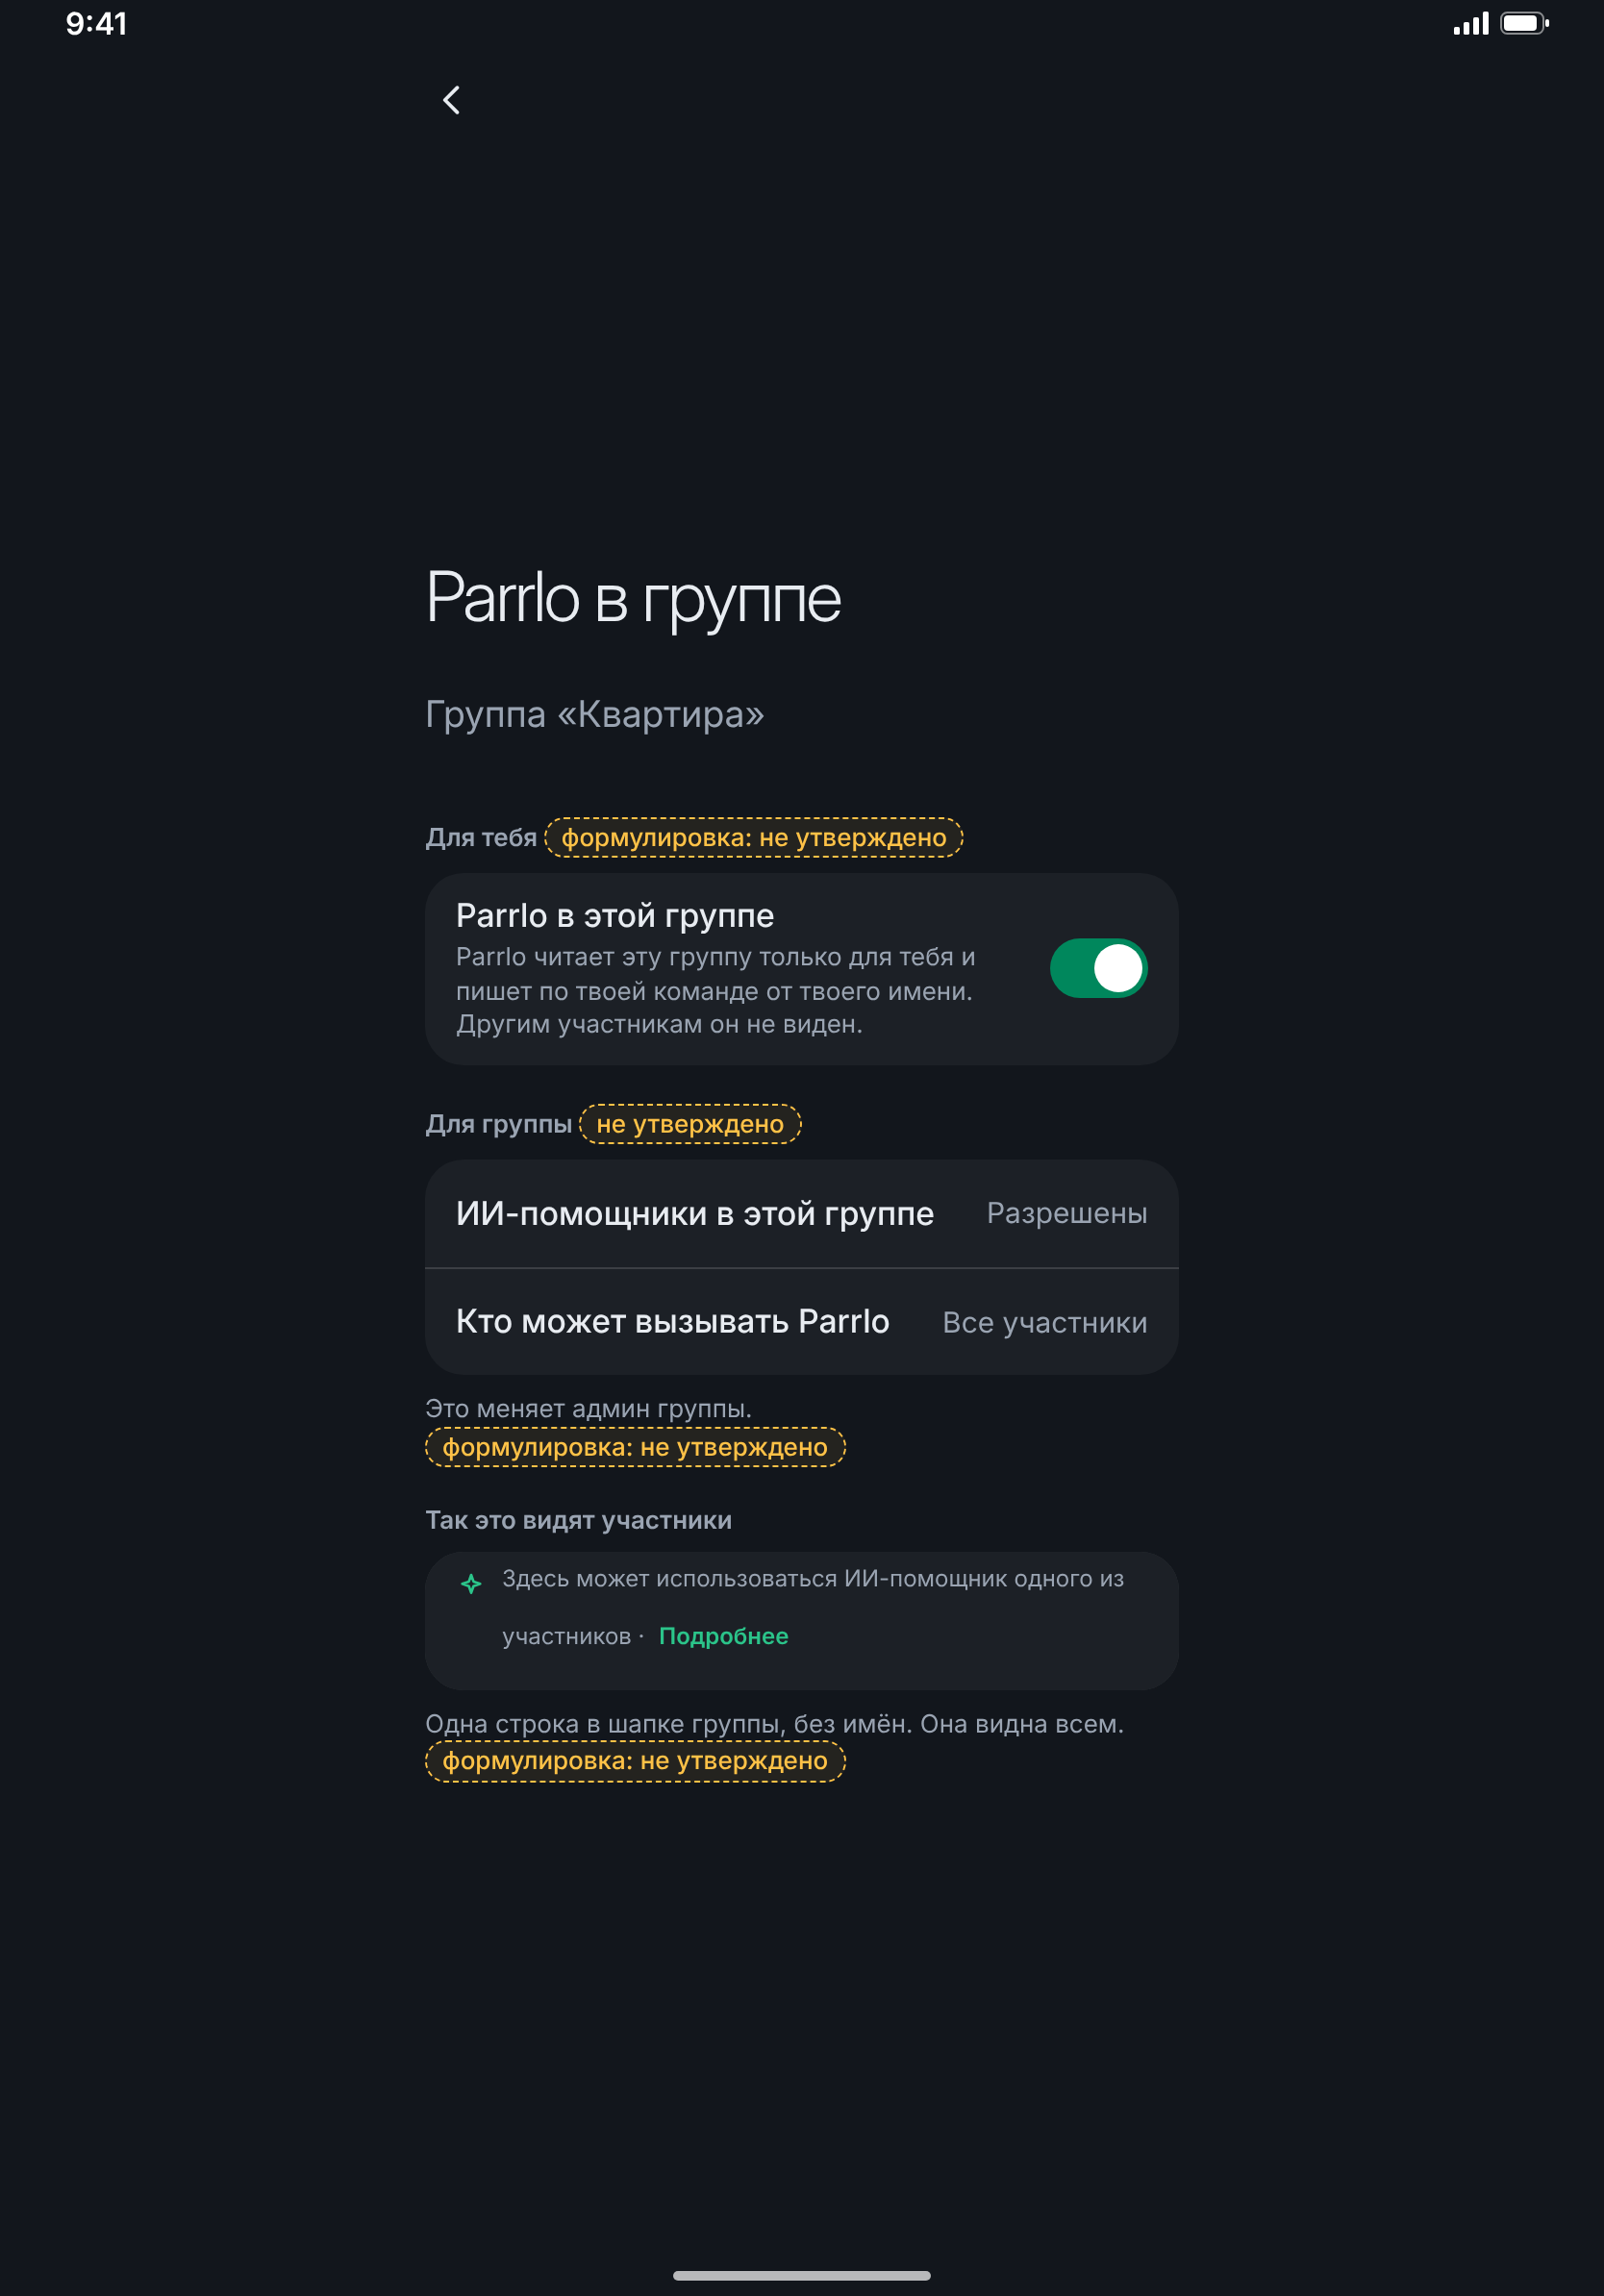 9:41
Parrlo в группе
Группа «Квартира»
Для тебя формулировка: не утверждено
Parrlo в этой группе
Parrlo читает эту группу только для тебя и
пишет по твоей команде от твоего имени.
Другим участникам он не виден.
Для группы не утверждено
ИИ-помощники в этой группе Разрешены
Кто может вызывать Parrlo Все участники
Это меняет админ группы.
формулировка: не утверждено
Так это видят участники
Здесь может использоваться ИИ-помощник одного из
участников · Подробнее
Одна строка в шапке группы, без имён. Она видна всем.
формулировка: не утверждено